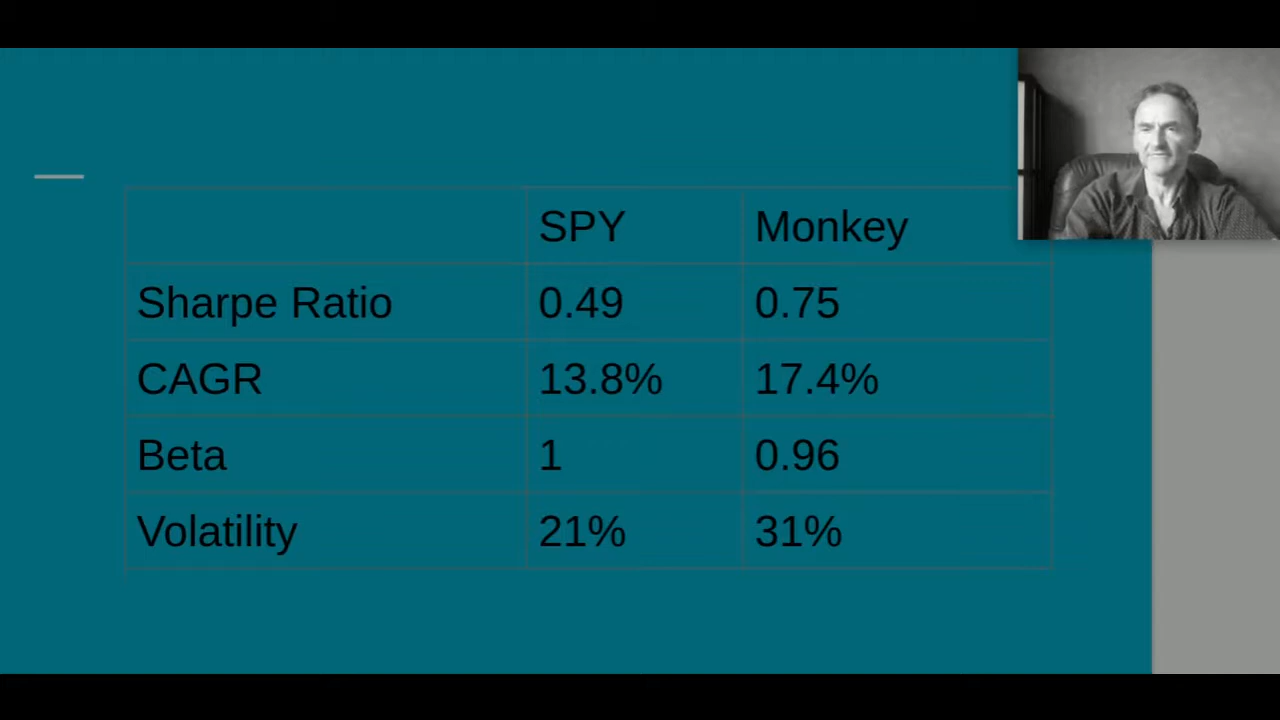 SPY Monkey
Sharpe Ratio 0.49 0.75
CAGR 13.8% 17.4%
Beta 1 0.96
Volatility 21% 31%